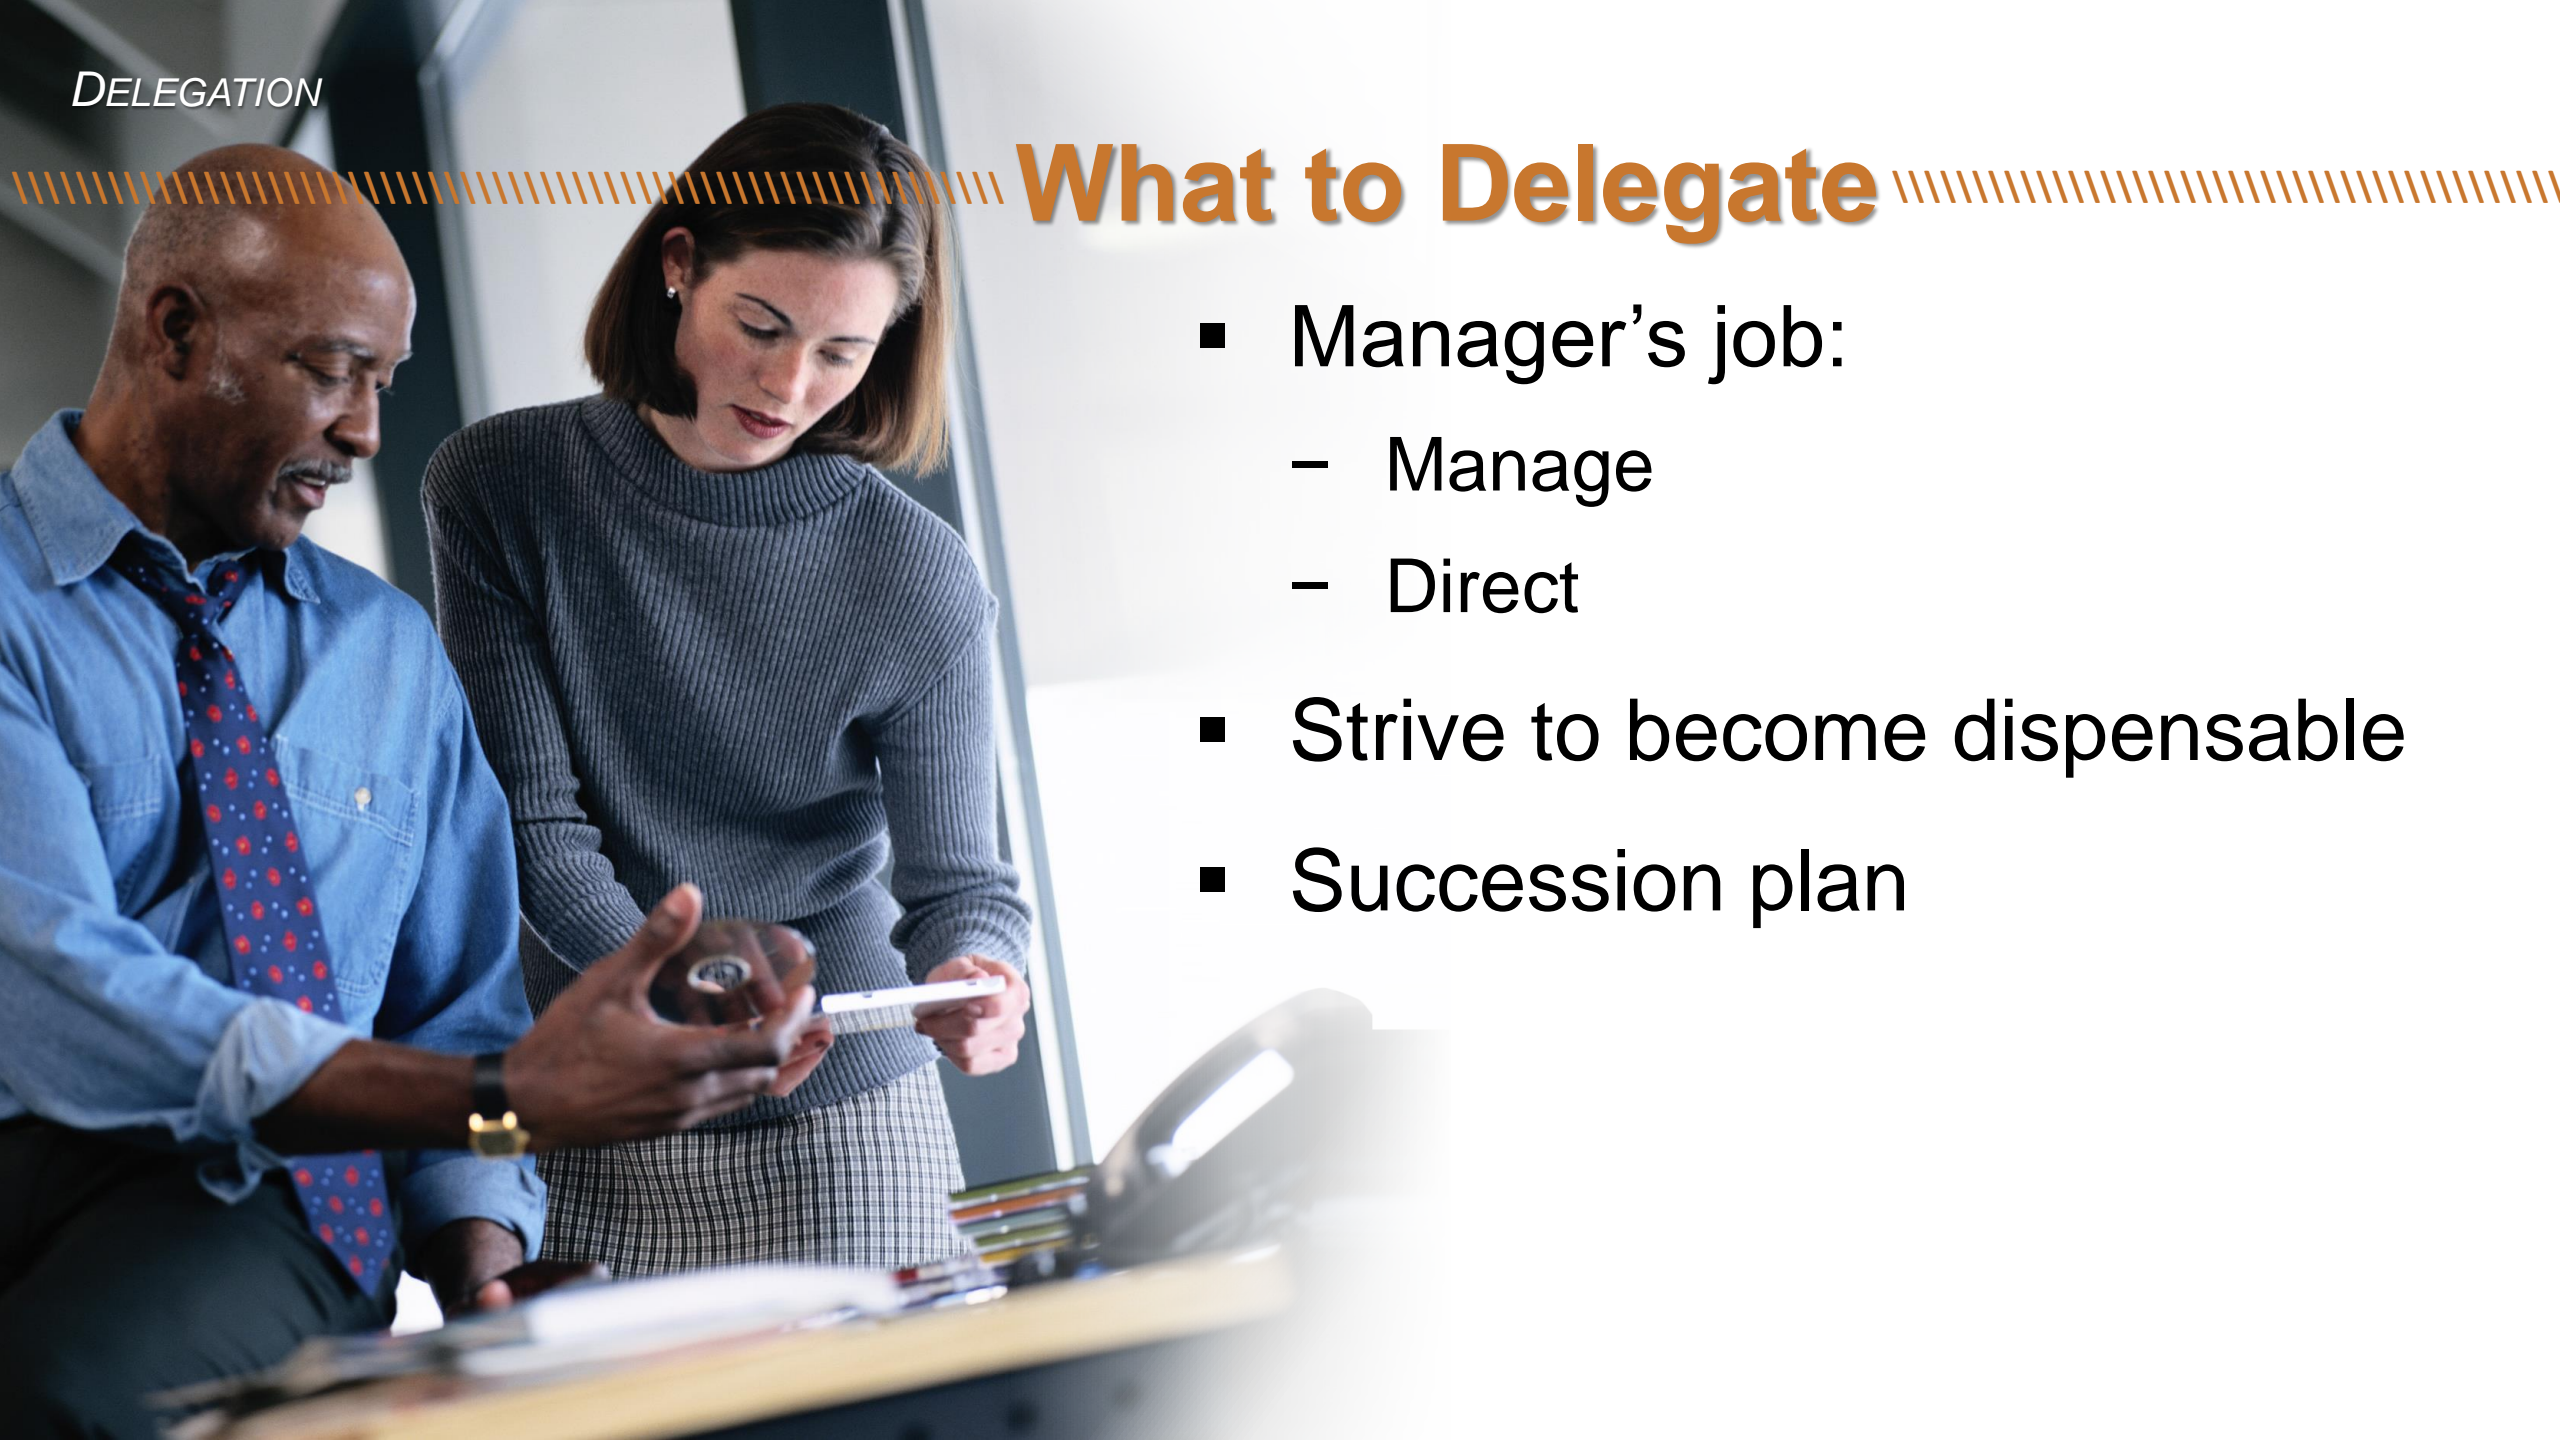 DELEGATION
What to Delegate
▪ Manager’s job:
– Manage
– Direct
▪ Strive to become dispensable
▪ Succession plan